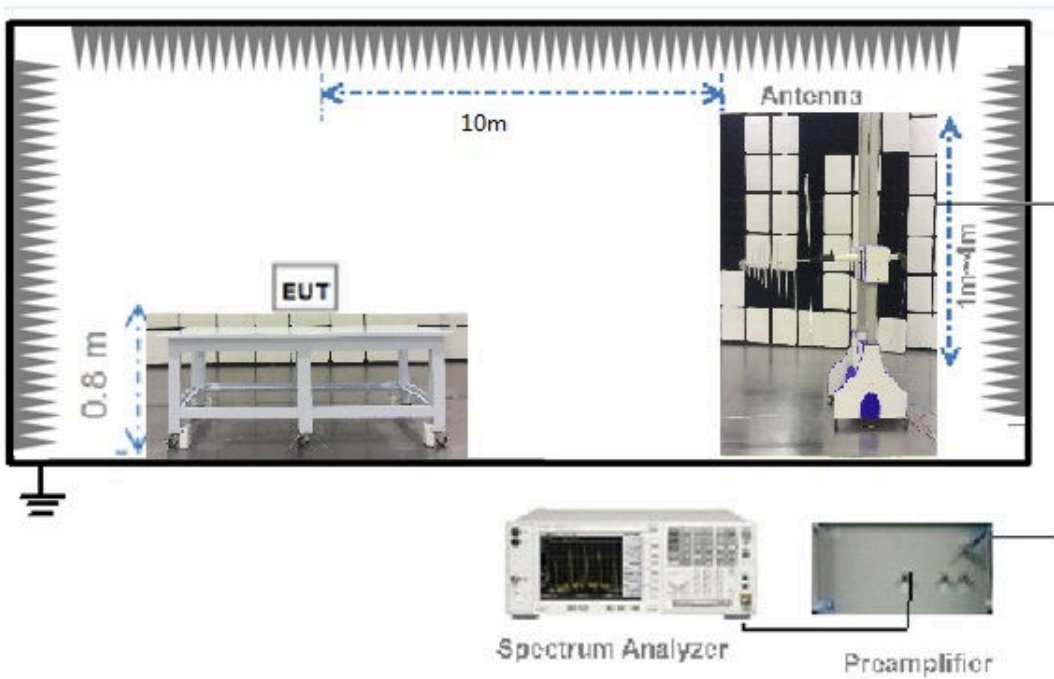 10m
Antenna
1m~4m
EUT
0.8 m
Spectrum Analyzer
Preamplifier